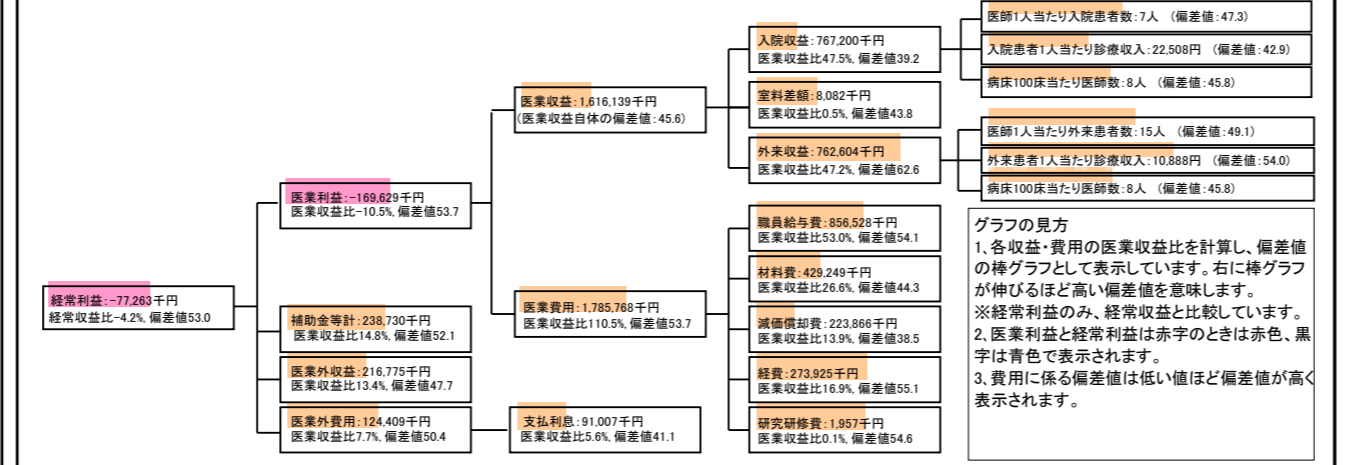 経常利益:-77,263千円
経常収益比-4.2%, 偏差値53.0
医業利益:-169,629千円
医業収益比-10.5%, 偏差値53.7
補助金等計:238,730千円
医業収益比14.8%, 偏差値52.1
医業外収益:216,775千円
医業収益比13.4%, 偏差値47.7
医業外費用:124,409千円
医業収益比7.7%, 偏差値50.4
医業収益:1,616,139千円
(医業収益自体の偏差値:45.6)
医業費用:1,785,768千円
医業収益比110.5%, 偏差値53.7
支払利息:91,007千円
医業収益比5.6%, 偏差値41.1
入院収益:767,200千円
医業収益比47.5%, 偏差値39.2
室料差額:8,082千円
医業収益比0.5%, 偏差値43.8
外来収益:762,604千円
医業収益比47.2%, 偏差値62.6
職員給与費:856,528千円
医業収益比53.0%, 偏差値54.1
材料費:429,249千円
医業収益比26.6%, 偏差値44.3
減価償却費:223,866千円
医業収益比13.9%, 偏差値38.5
経費:273,925千円
医業収益比16.9%, 偏差値55.1
研究研修費:1,957千円
医業収益比0.1%, 偏差値54.6
医師1人当たり入院患者数:7人 (偏差値:47.3)
入院患者1人当たり診療収入:22,508円 (偏差値:42.9)
病床100床当たり医師数:8人 (偏差値:45.8)
医師1人当たり外来患者数:15人 (偏差値:49.1)
外来患者1人当たり診療収入:10,888円 (偏差値:54.0)
病床100床当たり医師数:8人 (偏差値:45.8)
グラフの見方
1、各収益・費用の医業収益比を計算し、偏差値
の棒グラフとして表示しています。右に棒グラフ
が伸びるほど高い偏差値を意味します。
※経常利益のみ、経常収益と比較しています。
2、医業利益と経常利益は赤字のときは赤色、黒
字は青色で表示されます。
3、費用に係る偏差値は低い値ほど偏差値が高く
表示されます。